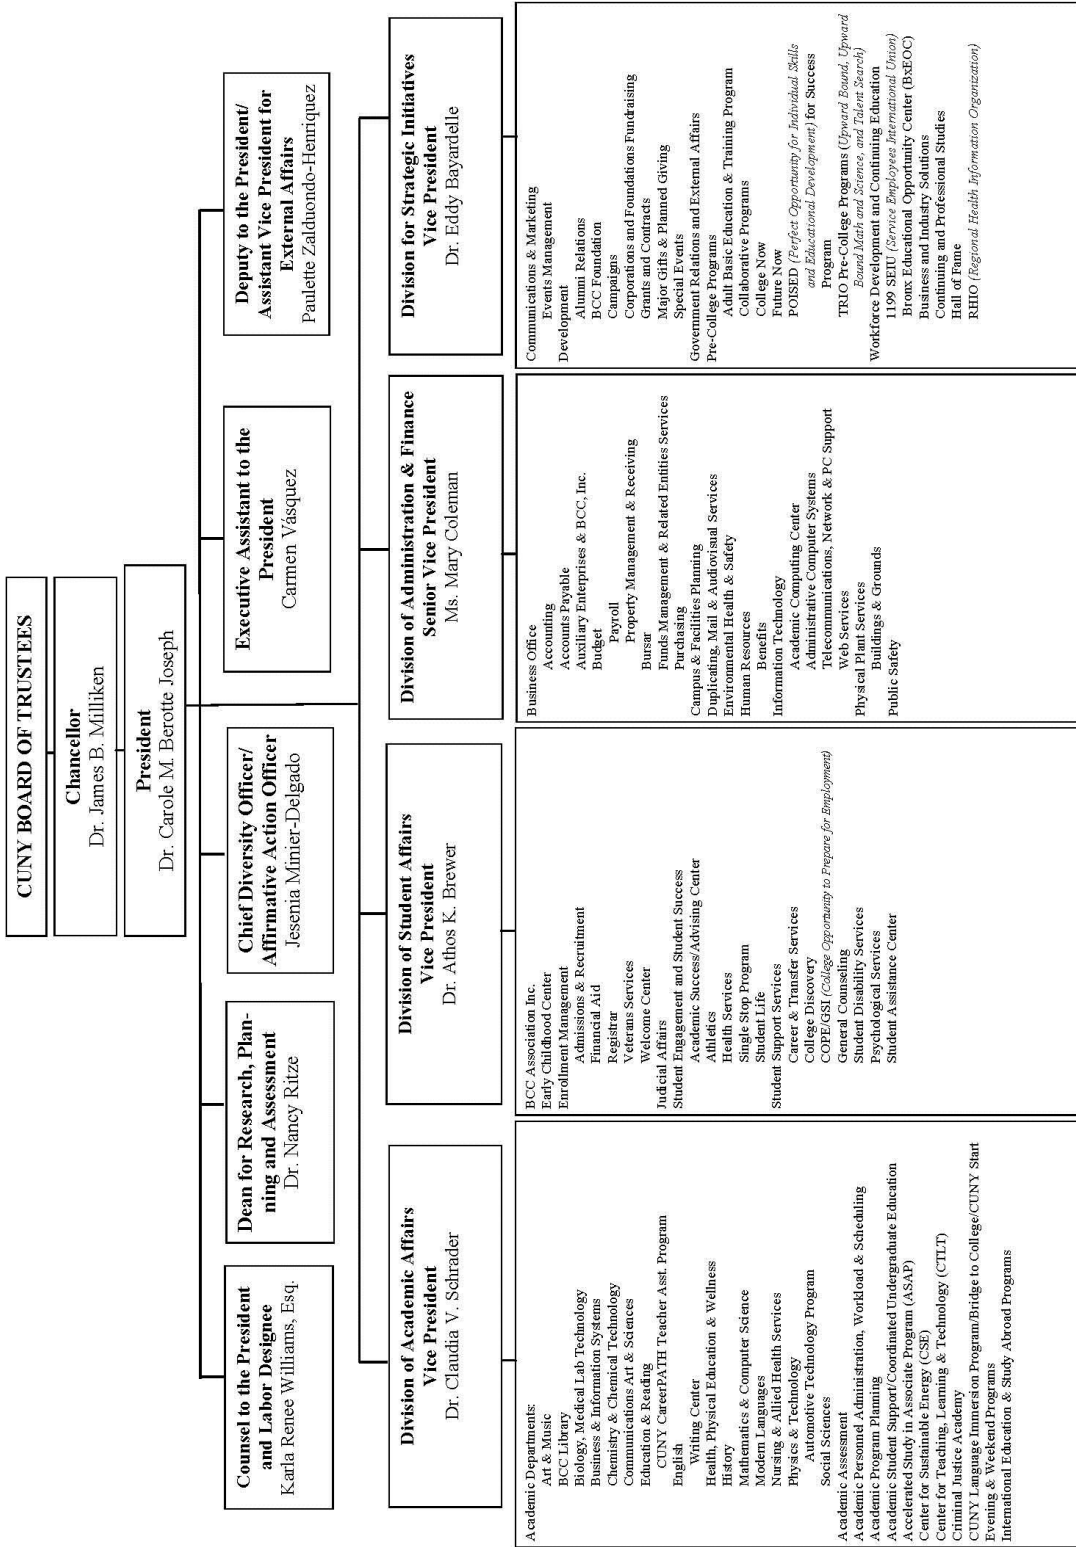 CUNY BOARD OF TRUSTEES
Chancellor
Dr. James B. Milliken
President
Dr. Carole M. Berotte Joseph
Counsel to the President
and Labor Designee
Karla Renee Williams, Esq.
Dean for Research, Plan-
ning and Assessment
Dr. Nancy Ritze
Chief Diversity Officer/
Affirmative Action Officer
Jesenia Minier-Delgado
Executive Assistant to the
President
Carmen Vásquez
Deputy to the President/
Assistant Vice President for
External Affairs
Paulette Zalduondo-Henriquez
Division of Academic Affairs
Vice President
Dr. Claudia V. Schrader
Division of Student Affairs
Vice President
Dr. Athos K. Brewer
Division of Administration & Finance
Senior Vice President
Ms. Mary Coleman
Division for Strategic Initiatives
Vice President
Dr. Eddy Bayardelle
Academic Departments:
Art & Music
BCC Library
Biology, Medical Lab Technology
Business & Information Systems
Chemistry & Chemical Technology
Communications Art & Sciences
Education & Reading
CUNY CareerPATH Teacher Asst. Program
English
Writing Center
Health, Physical Education & Wellness
History
Mathematics & Computer Science
Modern Languages
Nursing & Allied Health Services
Physics & Technology
Automotive Technology Program
Social Sciences
Academic Assessment
Academic Personnel Administration, Workload & Scheduling
Academic Program Planning
Academic Student Support/Coordinated Undergraduate Education
Accelerated Study in Associate Program (ASAP)
Center for Sustainable Energy (CSE)
Center for Teaching, Learning & Technology (CTLT)
Criminal Justice Academy
CUNY Language Immersion Program/Bridge to College/CUNY Start
Evening & Weekend Programs
International Education & Study Abroad Programs
BCC Association Inc.
Early Childhood Center
Enrollment Management
Admissions & Recruitment
Financial Aid
Registrar
Veterans Services
Welcome Center
Judicial Affairs
Student Engagement and Student Success
Academic Success/Advising Center
Athletics
Health Services
Single Stop Program
Student Life
Student Support Services
Career & Transfer Services
College Discovery
COPE/GSI (College Opportunity to Prepare for Employment)
General Counseling
Student Disability Services
Psychological Services
Student Assistance Center
Business Office
Accounting
Accounts Payable
Auxiliary Enterprises & BCC, Inc.
Budget
Payroll
Property Management & Receiving
Bursar
Funds Management & Related Entities Services
Purchasing
Campus & Facilities Planning
Duplicating, Mail & Audiovisual Services
Environmental Health & Safety
Human Resources
Benefits
Information Technology
Academic Computing Center
Administrative Computer Systems
Telecommunications, Network & PC Support
Web Services
Physical Plant Services
Buildings & Grounds
Public Safety
Communications & Marketing
Events Management
Development
Alumni Relations
BCC Foundation
Campaigns
Corporations and Foundations Fundraising
Grants and Contracts
Major Gifts & Planned Giving
Special Events
Government Relations and External Affairs
Pre-College Programs
Adult Basic Education & Training Program
Collaborative Programs
College Now
Future Now
POISED (Perfect Opportunity for Individual Skills
and Educational Development) for Success
Program
TRIO Pre-College Programs (Upward Bound, Upward
Bound Math and Science, and Talent Search)
Workforce Development and Continuing Education
1199 SEIU (Service Employees International Union)
Bronx Educational Opportunity Center (BxEOC)
Business and Industry Solutions
Continuing and Professional Studies
Hall of Fame
RHIO (Regional Health Information Organization)